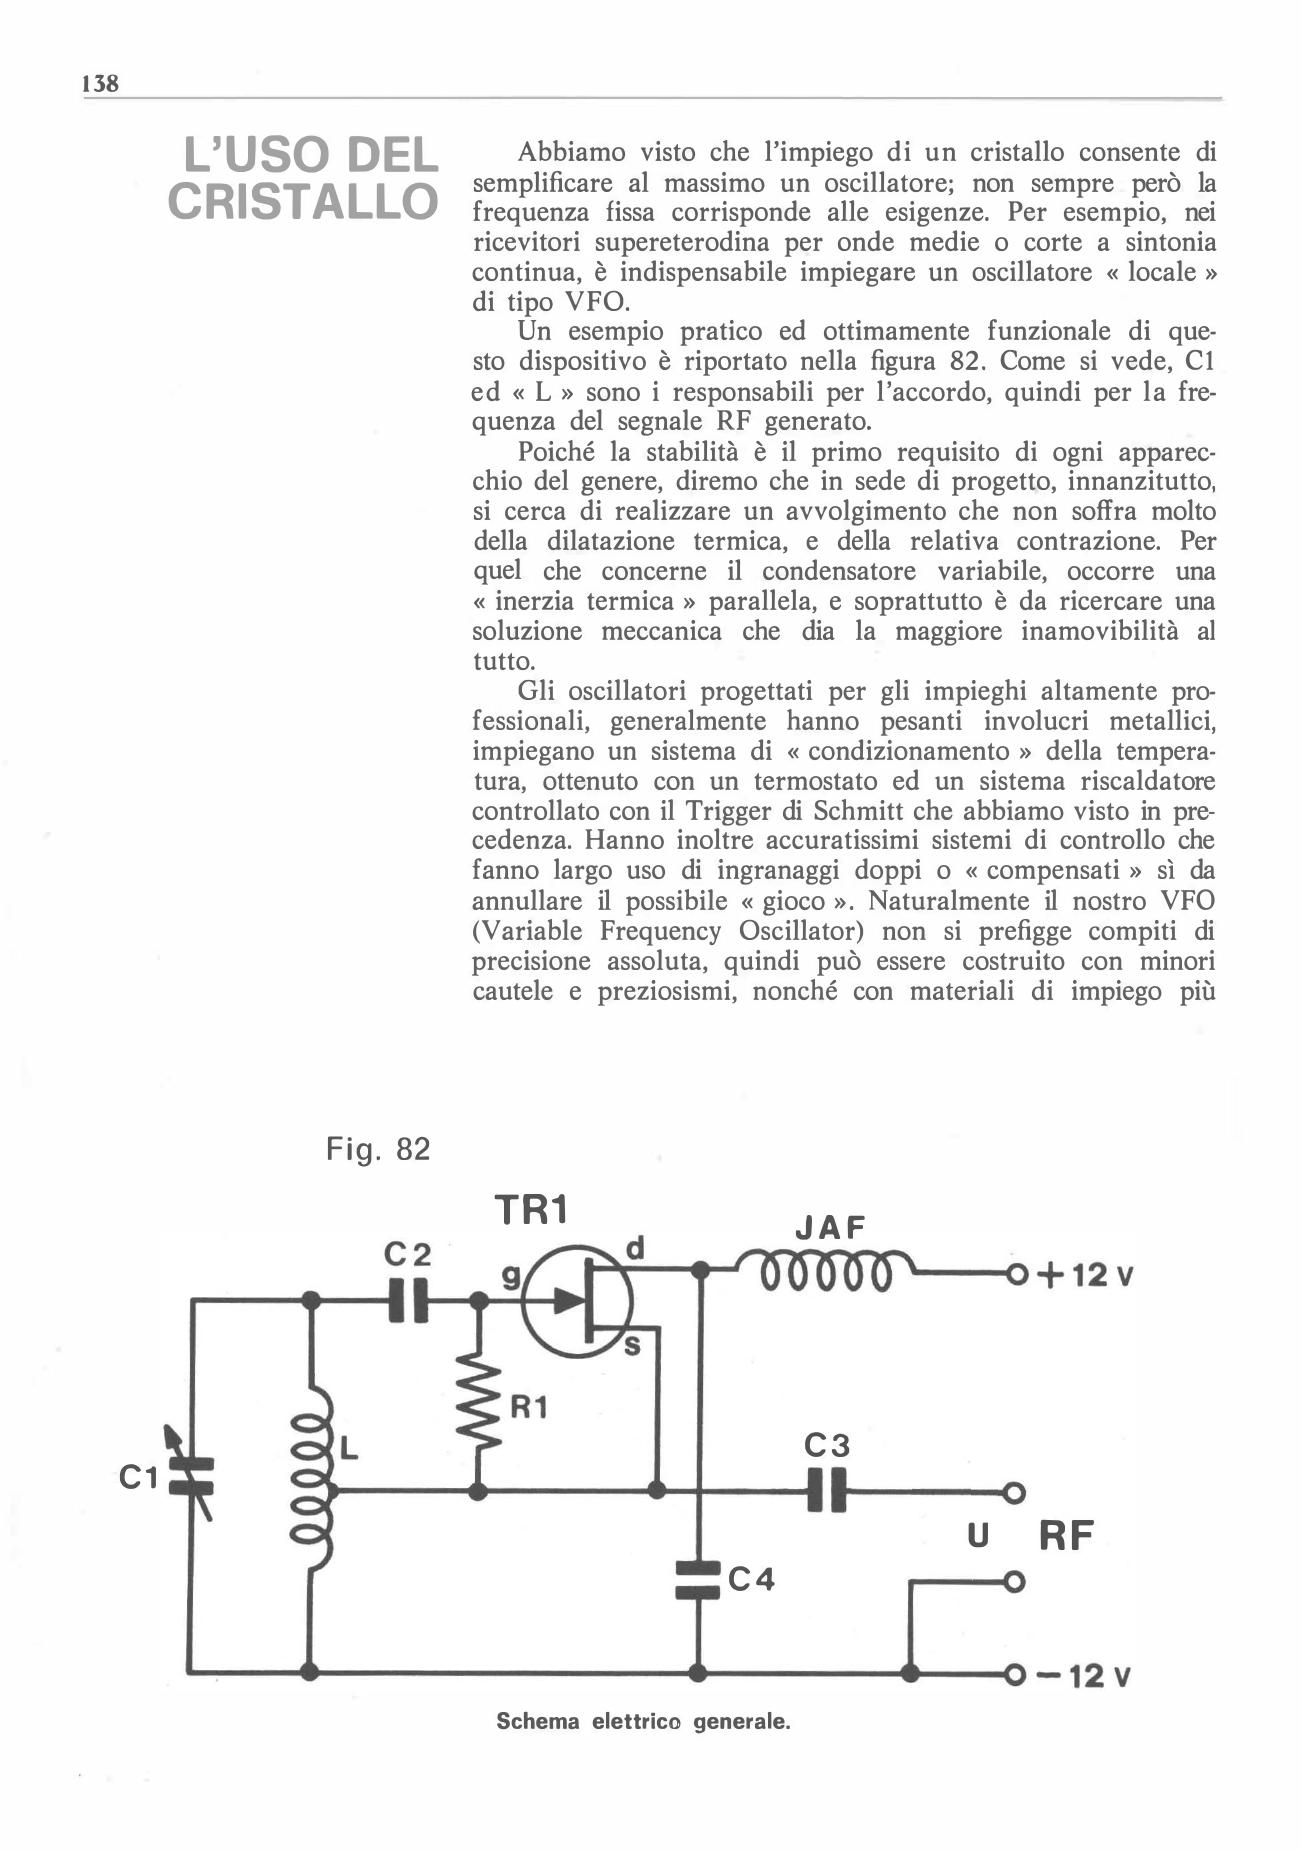 138
L'USO DEL
CRISTALLO
Abbiamo visto che l'impiego di un cristallo consente di
semplificare al massimo un oscillatore; non sempre però la
frequenza fissa corrisponde alle esigenze. Per esempio, nei
ricevitori supereterodina per onde medie o corte a sintonia
continua, è indispensabile impiegare un oscillatore « locale »
di tipo VFO.
Un esempio pratico ed ottimamente funzionale di que-
sto dispositivo è riportato nella figura 82. Come si vede, C1
ed « L » sono i responsabili per l'accordo, quindi per la fre-
quenza del segnale RF generato.
Poiché la stabilità è il primo requisito di ogni apparec-
chio del genere, diremo che in sede di progetto, innanzitutto,
si cerca di realizzare un avvolgimento che non soffra molto
della dilatazione termica, e della relativa contrazione. Per
quel che concerne il condensatore variabile, occorre una
« inerzia termica » parallela, e soprattutto è da ricercare una
soluzione meccanica che dia la maggiore inamovibilità al
tutto.
Gli oscillatori progettati per gli impieghi altamente pro-
fessionali, generalmente hanno pesanti involucri metallici,
impiegano un sistema di « condizionamento » della tempera-
tura, ottenuto con un termostato ed un sistema riscaldatore
controllato con il Trigger di Schmitt che abbiamo visto in pre-
cedenza. Hanno inoltre accuratissimi sistemi di controllo che
fanno largo uso di ingranaggi doppi o « compensati » sì da
annullare il possibile « gioco ». Naturalmente il nostro VFO
(Variable Frequency Oscillator) non si prefigge compiti di
precisione assoluta, quindi può essere costruito con minori
cautele e preziosismi, nonché con materiali di impiego più
Fig. 82
TR1
JAF
C2
d
g
+12 V
s
R1
L
C3
C1
U RF
C4
−12 V
Schema elettrico generale.